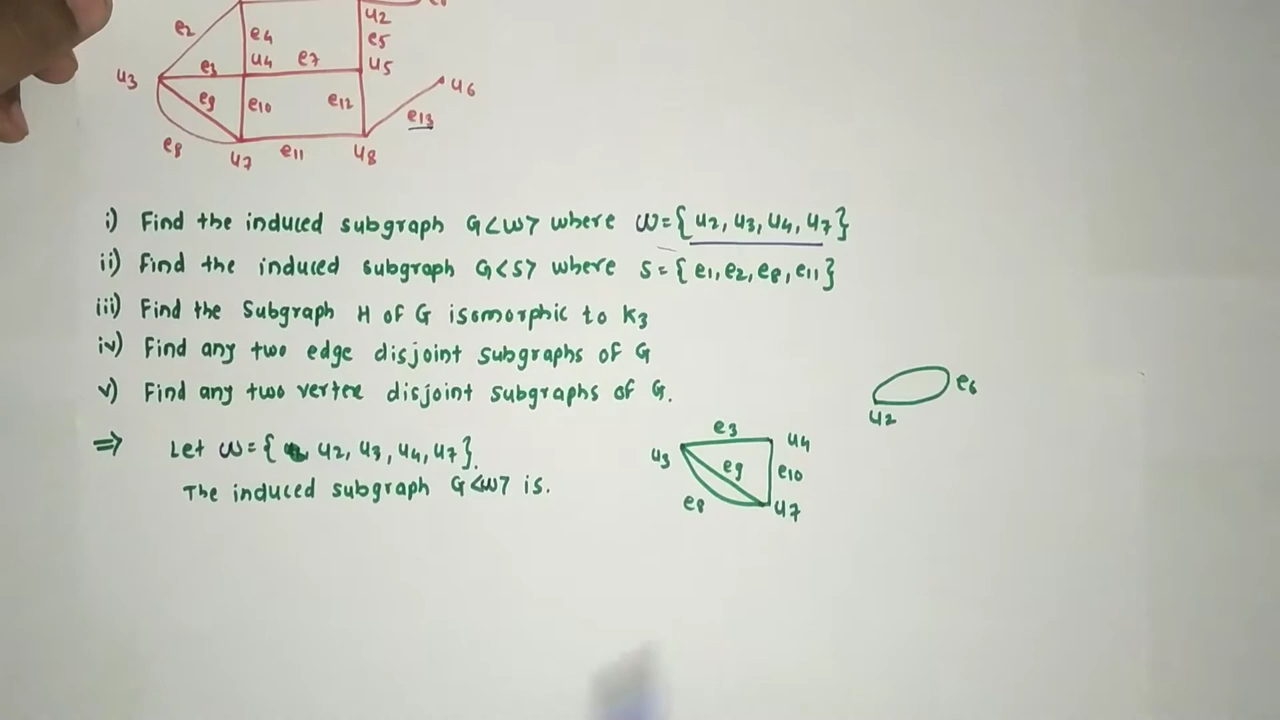 e2
e4
u2
e5
u3
e3
u4
e7
u5
e9
e10
e12
u6
e13
e8
u7
e11
u8
i) Find the induced subgraph G<W> where W={u2, u3, u4, u7}
ii) Find the induced subgraph G<S> where S={e1, e2, e8, e11}
iii) Find the Subgraph H of G isomorphic to K3
iv) Find any two edge disjoint subgraphs of G
v) Find any two vertex disjoint subgraphs of G.
e6
u2
⇒ Let W={ u2, u3, u4, u7}.
The induced subgraph G<W> is.
e3
u4
u3
e9
e10
e8
u7